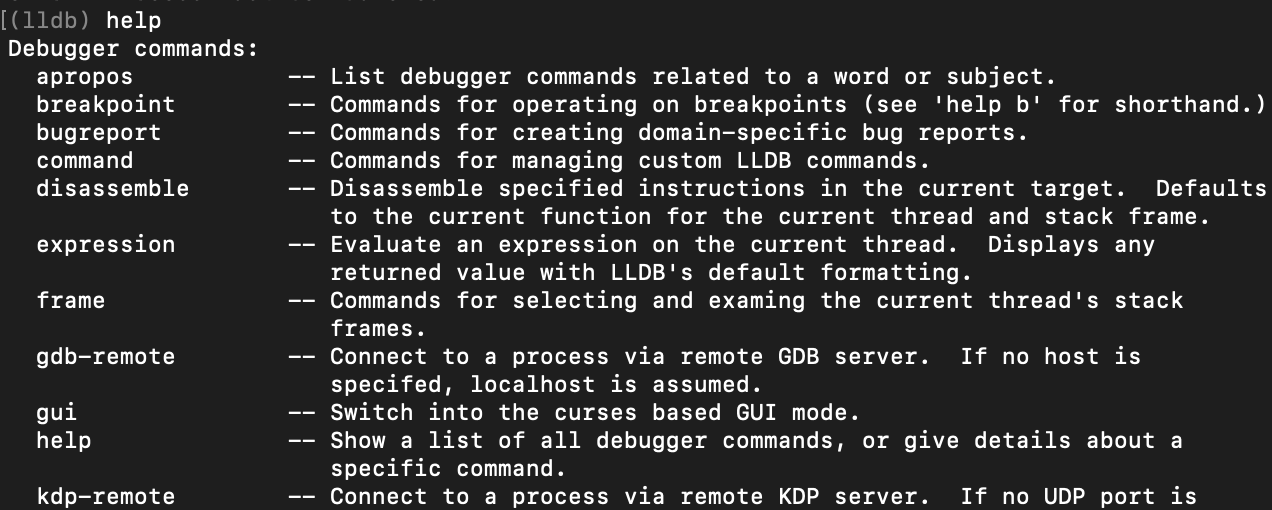 [(lldb) help
Debugger commands:
apropos -- List debugger commands related to a word or subject.
breakpoint -- Commands for operating on breakpoints (see 'help b' for shorthand.)
bugreport -- Commands for creating domain-specific bug reports.
command -- Commands for managing custom LLDB commands.
disassemble -- Disassemble specified instructions in the current target.  Defaults
to the current function for the current thread and stack frame.
expression -- Evaluate an expression on the current thread.  Displays any
returned value with LLDB's default formatting.
frame -- Commands for selecting and examing the current thread's stack
frames.
gdb-remote -- Connect to a process via remote GDB server.  If no host is
specifed, localhost is assumed.
gui -- Switch into the curses based GUI mode.
help -- Show a list of all debugger commands, or give details about a
specific command.
kdp-remote -- Connect to a process via remote KDP server.  If no UDP port is